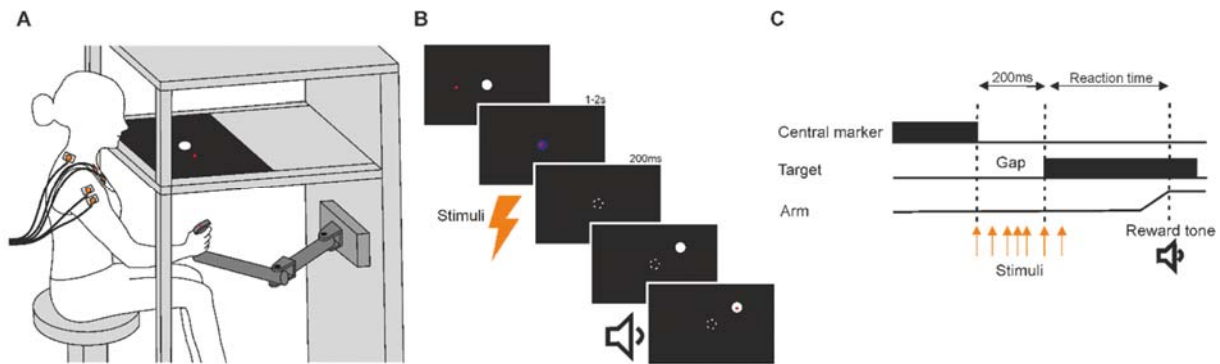 A
B
C
1-2s
200ms
Stimuli
200ms
Reaction time
Central marker
Target
Gap
Arm
Reward tone
Stimuli